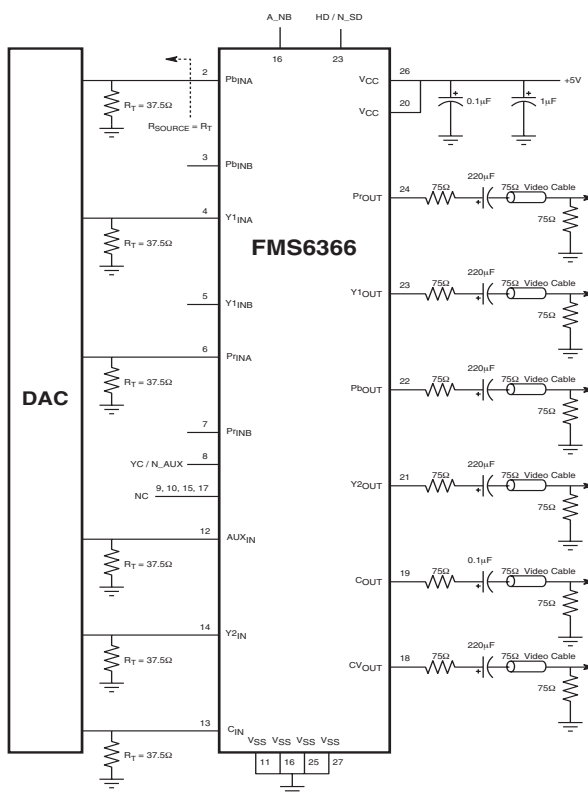 A_NB
HD / N_SD
16
23
2
PbINA
RT = 37.5Ω
RSOURCE = RT
3
PbINB
4
Y1INA
RT = 37.5Ω
5
Y1INB
6
PrINA
RT = 37.5Ω
7
PrINB
YC / N_AUX
8
NC
9, 10, 15, 17
12
AUXIN
RT = 37.5Ω
14
Y2IN
RT = 37.5Ω
13
CIN
RT = 37.5Ω
DAC
FMS6366
VSS VSS VSS VSS
11 16 25 27
VCC
26
+5V
VCC
20
0.1µF
1µF
PrOUT
24
75Ω
220µF
75Ω Video Cable
75Ω
Y1OUT
23
75Ω
220µF
75Ω Video Cable
75Ω
PbOUT
22
75Ω
220µF
75Ω Video Cable
75Ω
Y2OUT
21
75Ω
220µF
75Ω Video Cable
75Ω
COUT
19
75Ω
0.1µF
75Ω Video Cable
75Ω
CVOUT
18
75Ω
220µF
75Ω Video Cable
75Ω